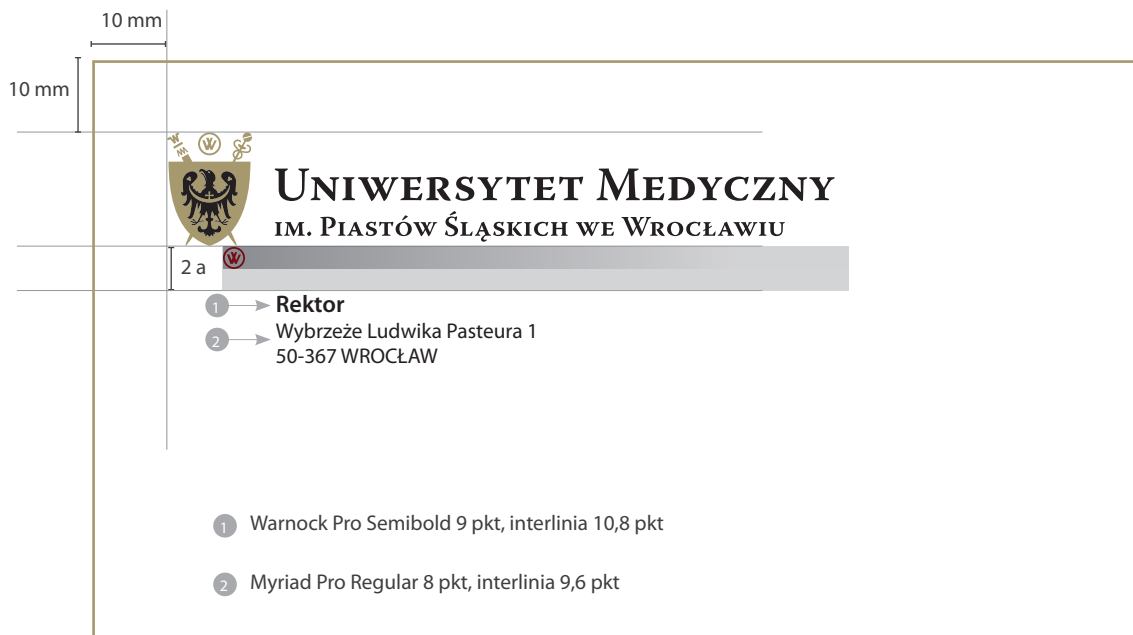 10 mm
10 mm
W
Uniwersytet Medyczny
im. Piastów Śląskich we Wrocławiu
W
2 a
1 Rektor
2 Wybrzeże Ludwika Pasteura 1
50-367 WROCŁAW
1 Warnock Pro Semibold 9 pkt, interlinia 10,8 pkt
2 Myriad Pro Regular 8 pkt, interlinia 9,6 pkt